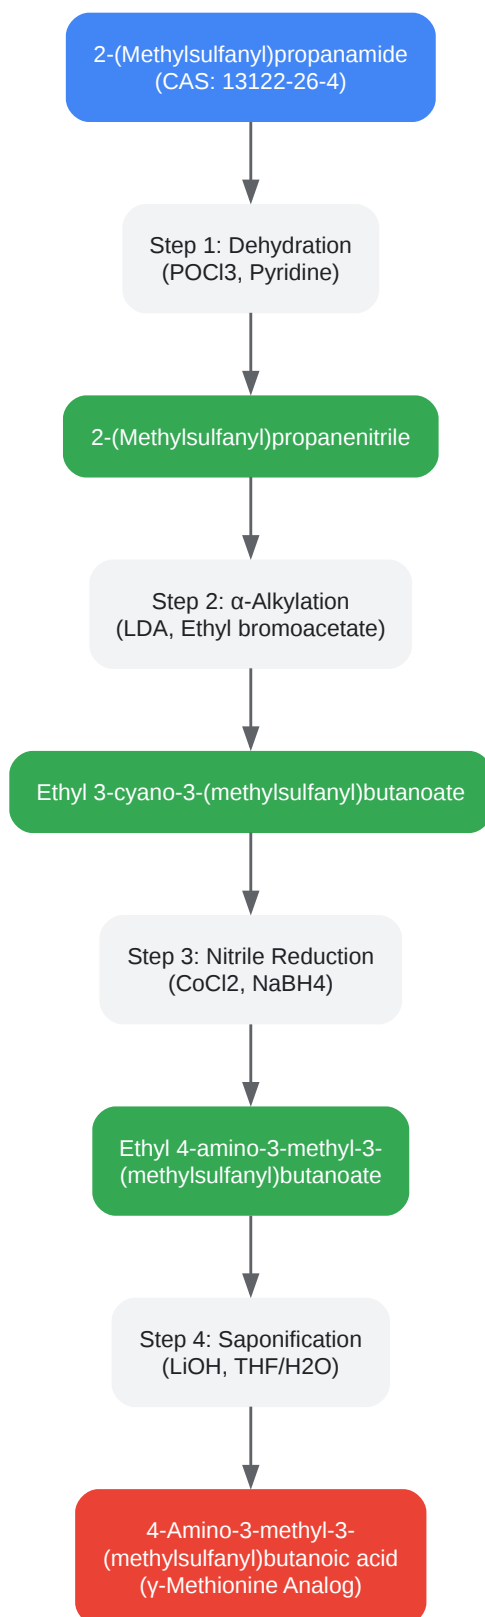 2-(Methylsulfanyl)propanamide
(CAS: 13122-26-4)
Step 1: Dehydration
(POCl3, Pyridine)
2-(Methylsulfanyl)propanenitrile
Step 2: α-Alkylation
(LDA, Ethyl bromoacetate)
Ethyl 3-cyano-3-(methylsulfanyl)butanoate
Step 3: Nitrile Reduction
(CoCl2, NaBH4)
Ethyl 4-amino-3-methyl-3-
(methylsulfanyl)butanoate
Step 4: Saponification
(LiOH, THF/H2O)
4-Amino-3-methyl-3-
(methylsulfanyl)butanoic acid
(γ-Methionine Analog)